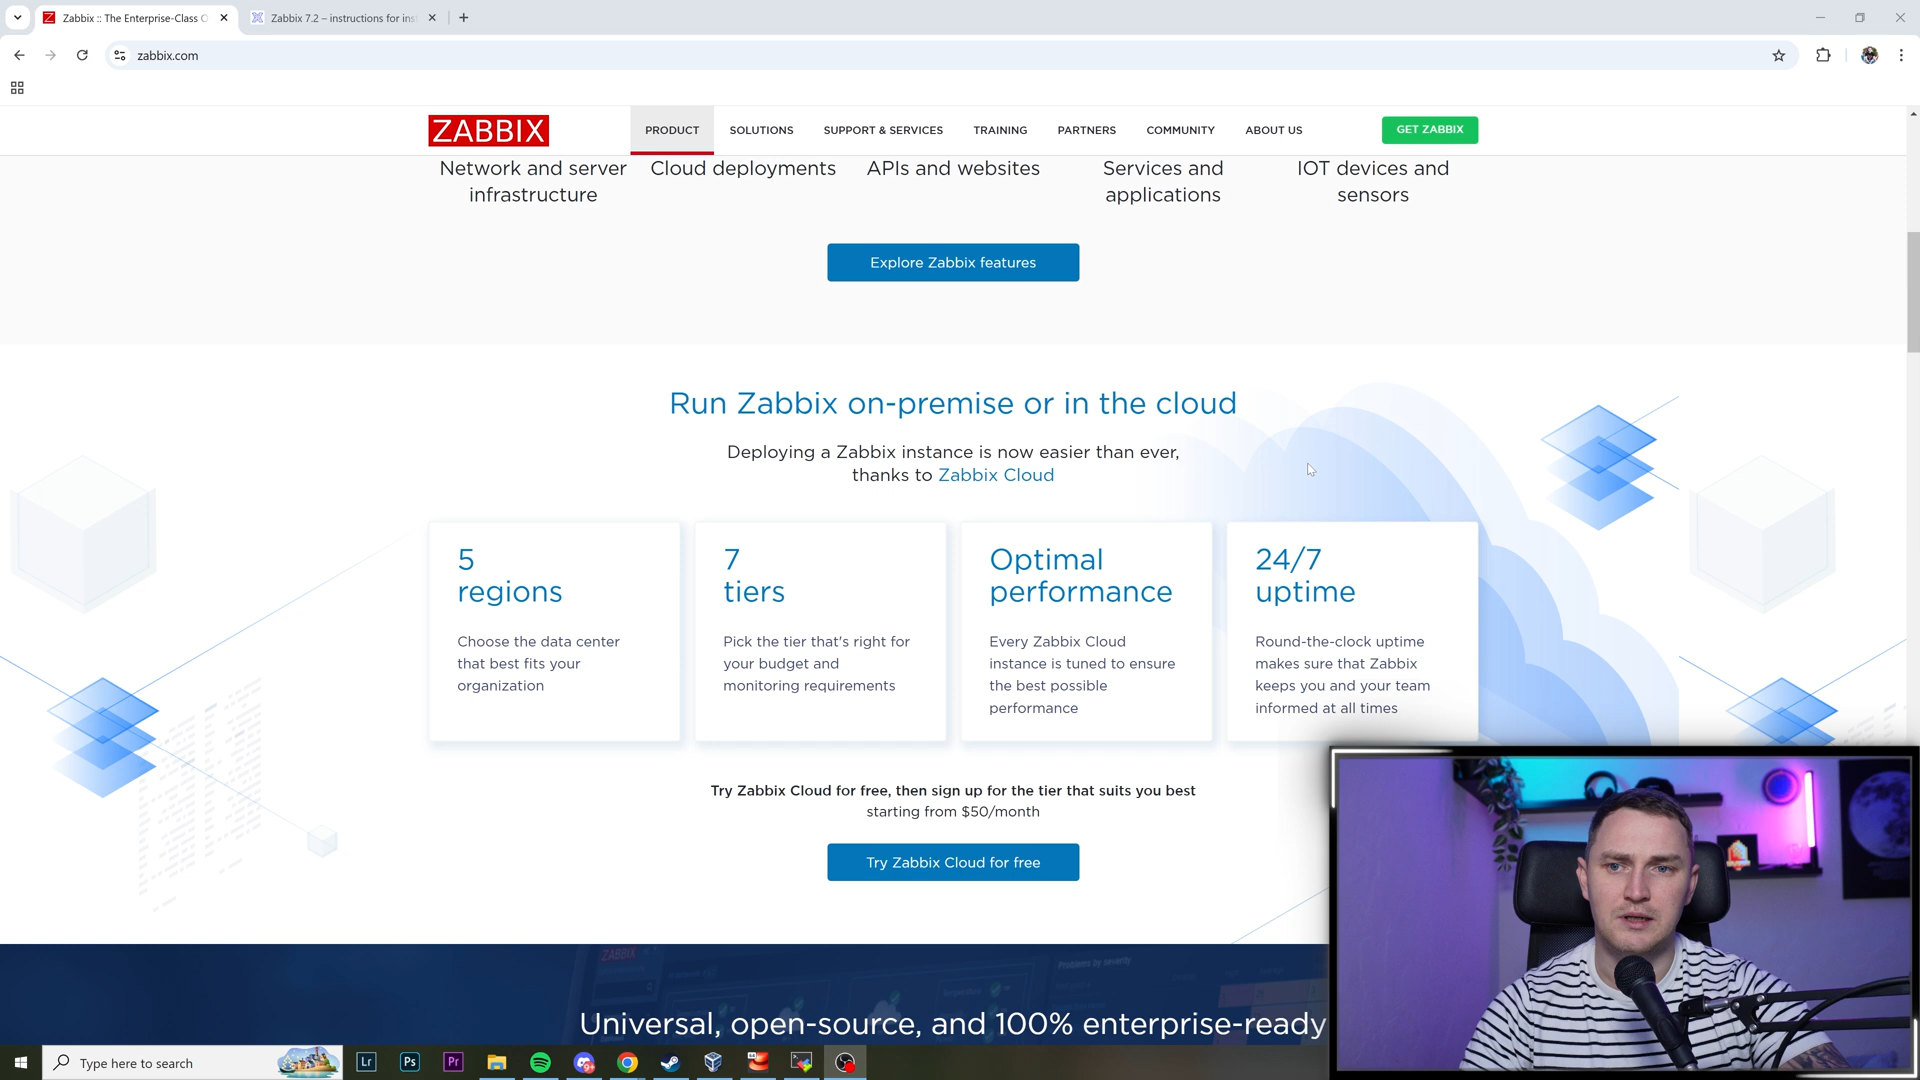 Zabbix :: The Enterprise-Class O
Zabbix 7.2 – instructions for ins
zabbix.com
ZABBIX
PRODUCT
SOLUTIONS
SUPPORT & SERVICES
TRAINING
PARTNERS
COMMUNITY
ABOUT US
GET ZABBIX
Network and server
infrastructure
Cloud deployments
APIs and websites
Services and
applications
IOT devices and
sensors
Explore Zabbix features
Run Zabbix on-premise or in the cloud
Deploying a Zabbix instance is now easier than ever,
thanks to Zabbix Cloud
5
regions
Choose the data center
that best fits your
organization
7
tiers
Pick the tier that's right for
your budget and
monitoring requirements
Optimal
performance
Every Zabbix Cloud
instance is tuned to ensure
the best possible
performance
24/7
uptime
Round-the-clock uptime
makes sure that Zabbix
keeps you and your team
informed at all times
Try Zabbix Cloud for free, then sign up for the tier that suits you best
starting from $50/month
Try Zabbix Cloud for free
ZABBIX
Problems by severity
Universal, open-source, and 100% enterprise-ready
Type here to search
Lr
Ps
Pr